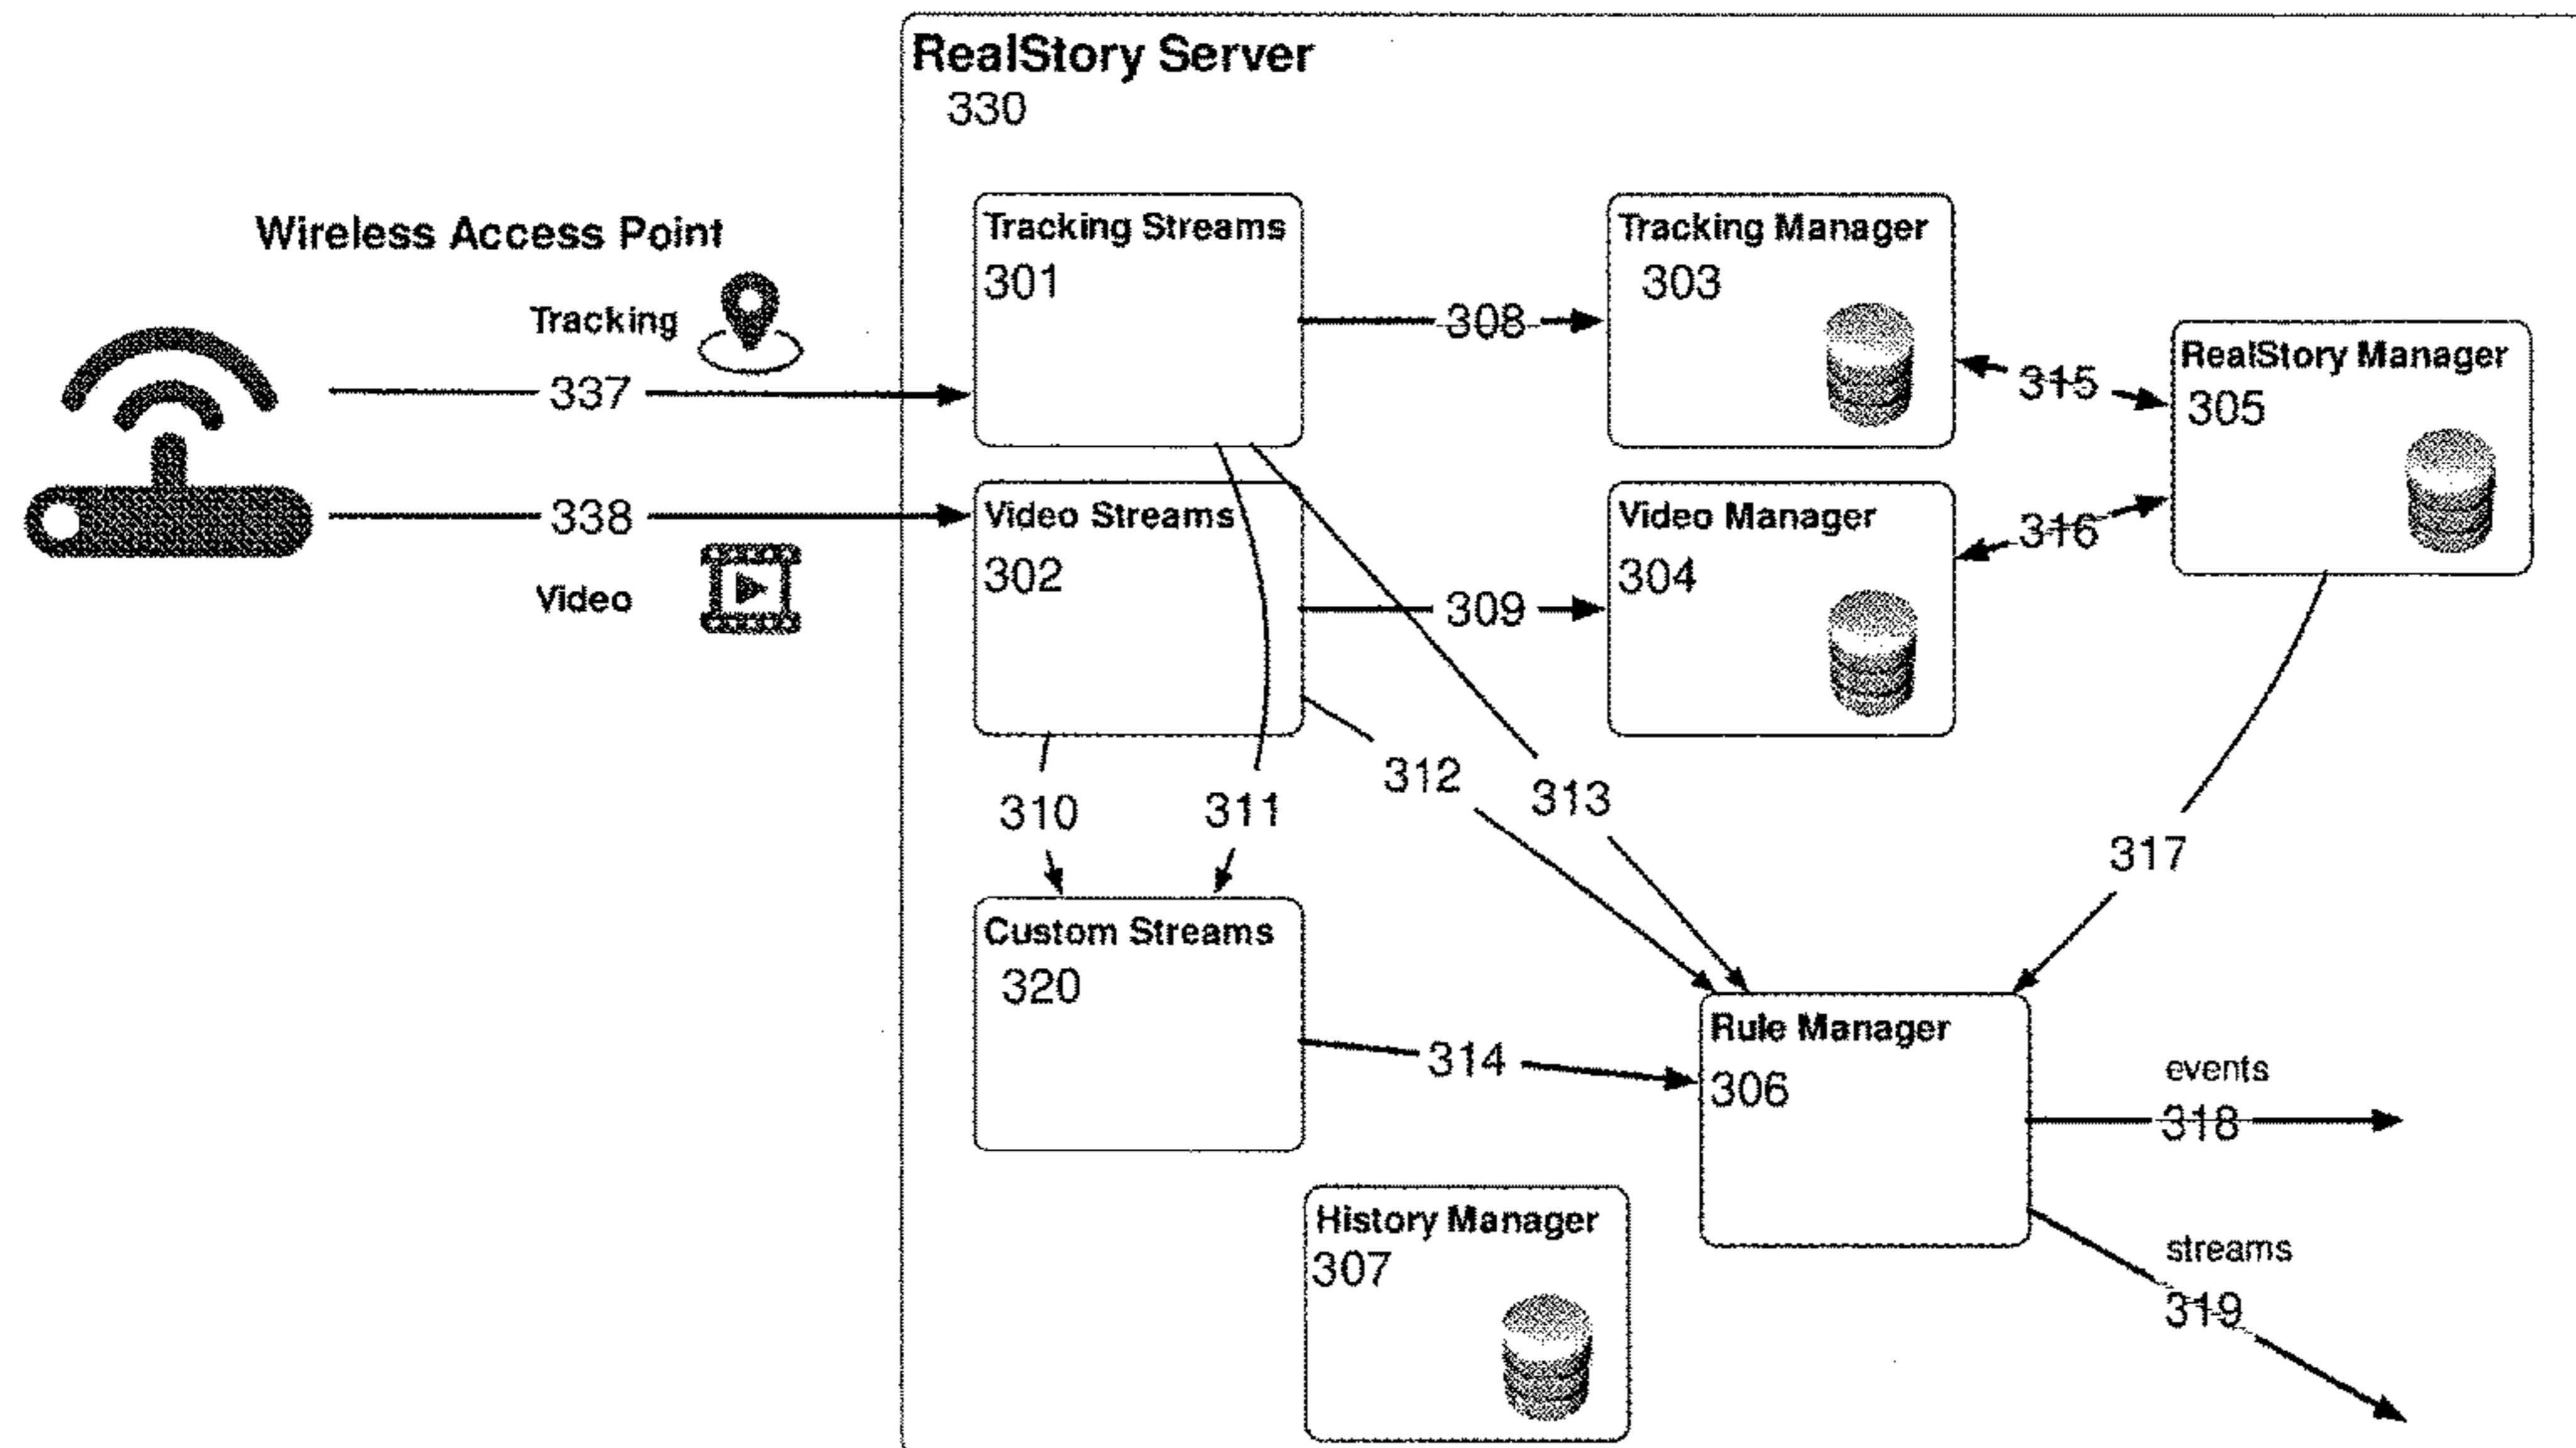 RealStory Server
330
Wireless Access Point
Tracking
337
338
Video
Tracking Streams
301
308
Tracking Manager
303
315
RealStory Manager
305
Video Streams
302
309
Video Manager
304
316
310
311
312
313
317
Custom Streams
320
314
Rule Manager
306
events
318
streams
319
History Manager
307